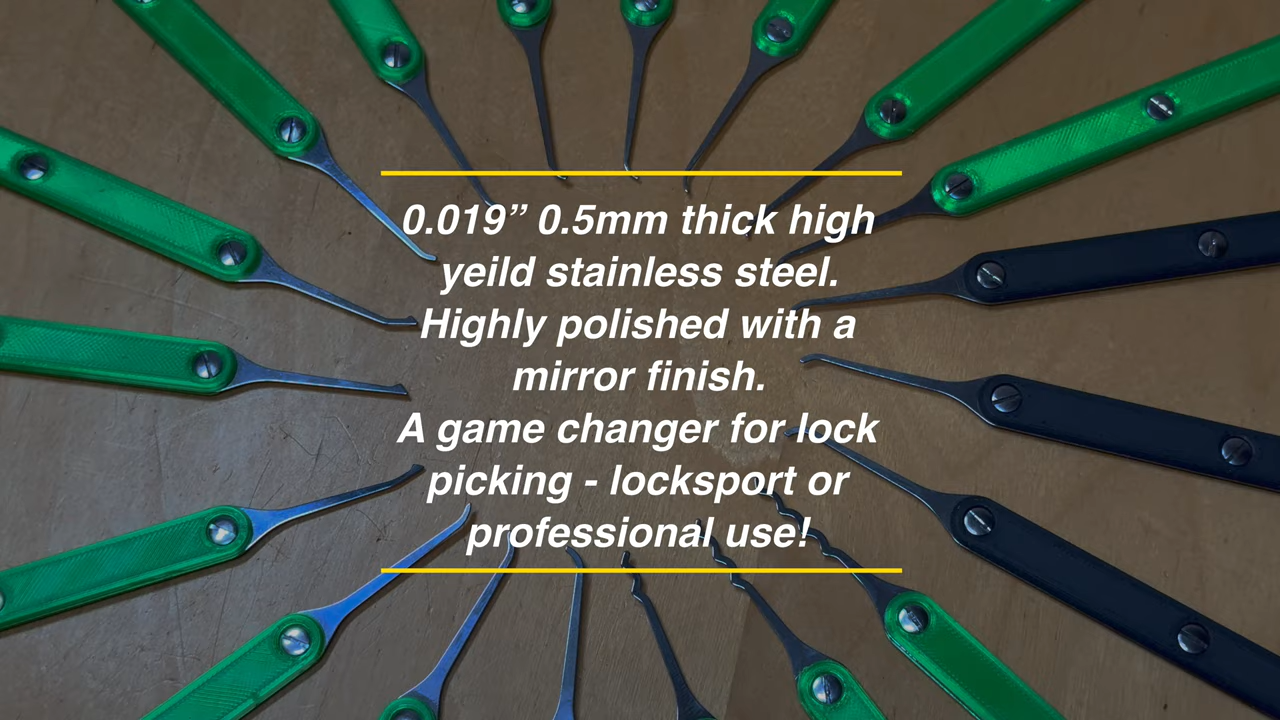 0.019” 0.5mm thick high
yeild stainless steel.
Highly polished with a
mirror finish.
A game changer for lock
picking - locksport or
professional use!